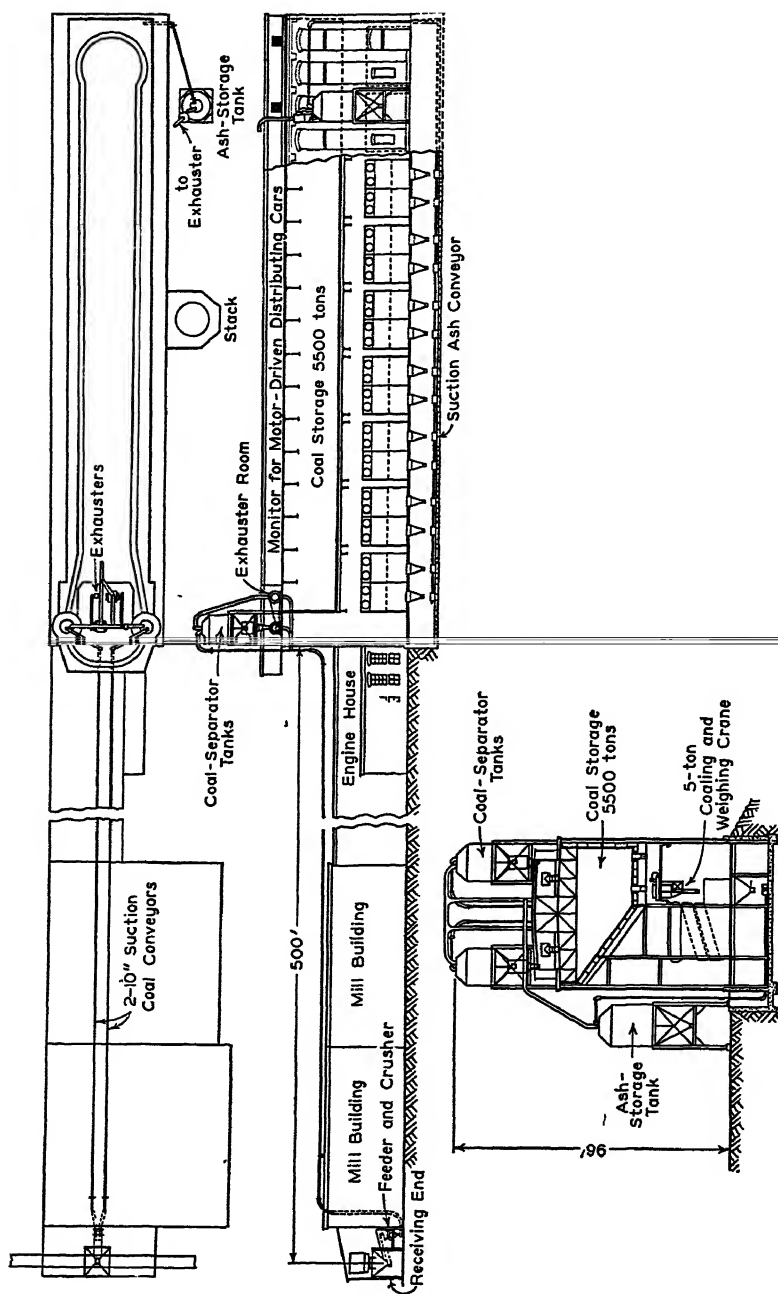 2-10" Suction
Coal Conveyors
Exhausters
to
Exhauster
Ash-Storage
Tank
Stack
Coal-Separator
Tanks
Exhauster Room
Monitor for Motor-Driven Distributing Cars
Coal Storage 5500 tons
Suction Ash Conveyor
500'
Engine House
Mill Building
Mill Building
Feeder and Crusher
Receiving End
Coal-Separator
Tanks
Coal Storage
5500 tons
5-ton
Coaling and
Weighing Crane
Ash-
Storage
Tank
96'